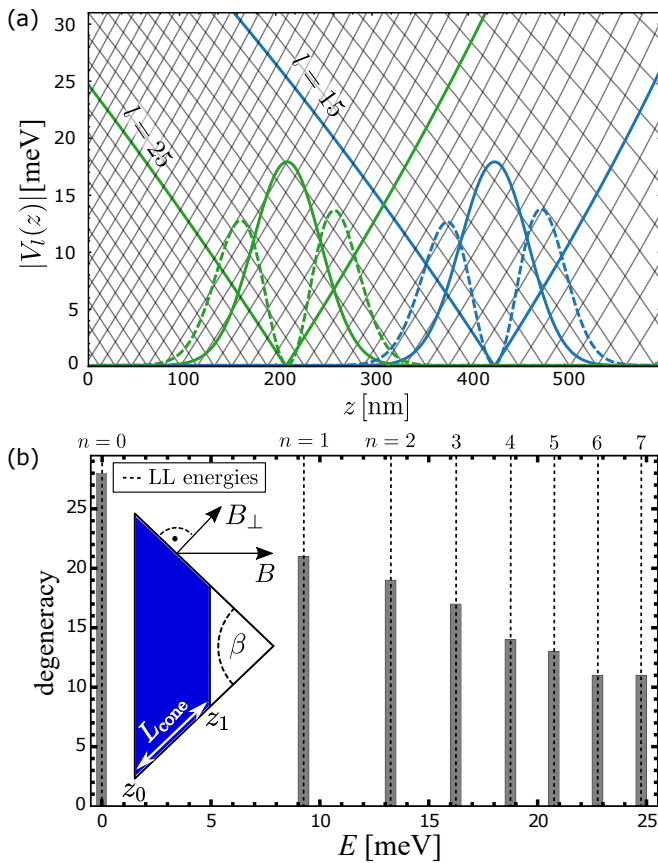 (a)
30
25
20
15
10
5
0
|V_l(z)| [meV]
l = 25
l = 15
0 100 200 300 400 500
z [nm]
n = 0 n = 1 n = 2 3 4 5 6 7
(b)
LL energies
25
20
15
10
5
0
degeneracy
B⊥
B
β
L_cone
z_1
z_0
0 5 10 15 20 25
E [meV]